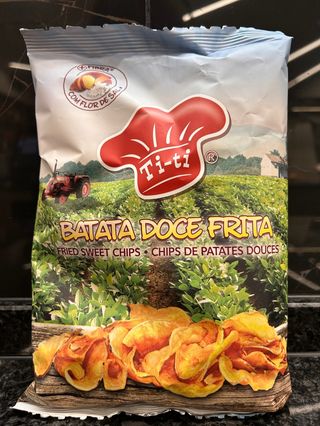 COM FLOR DE SAL
Ti-ti
®
BATATA DOCE FRITA
FRIED SWEET CHIPS • CHIPS DE PATATES DOUCES